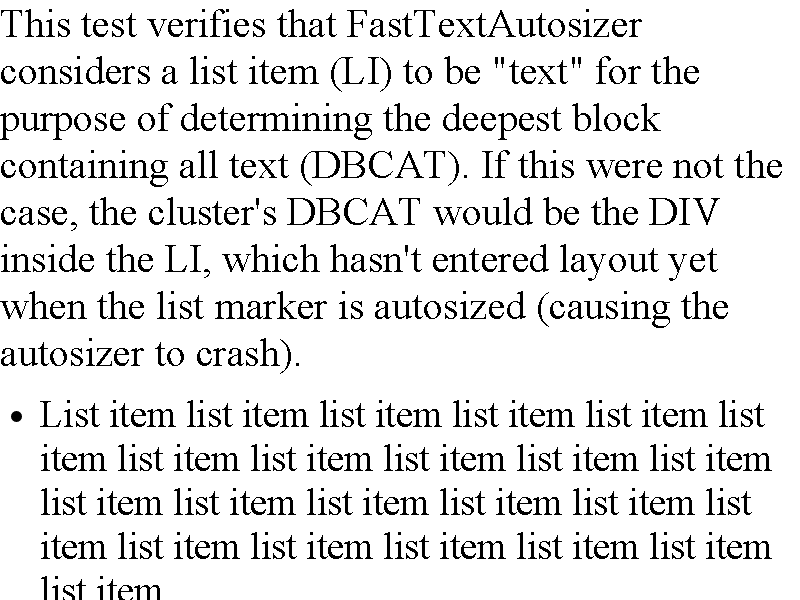 This test verifies that FastTextAutosizer
considers a list item (LI) to be "text" for the
purpose of determining the deepest block
containing all text (DBCAT). If this were not the
case, the cluster's DBCAT would be the DIV
inside the LI, which hasn't entered layout yet
when the list marker is autosized (causing the
autosizer to crash).
• List item list item list item list item list item list
item list item list item list item list item list item
list item list item list item list item list item list
item list item list item list item list item list item
list item